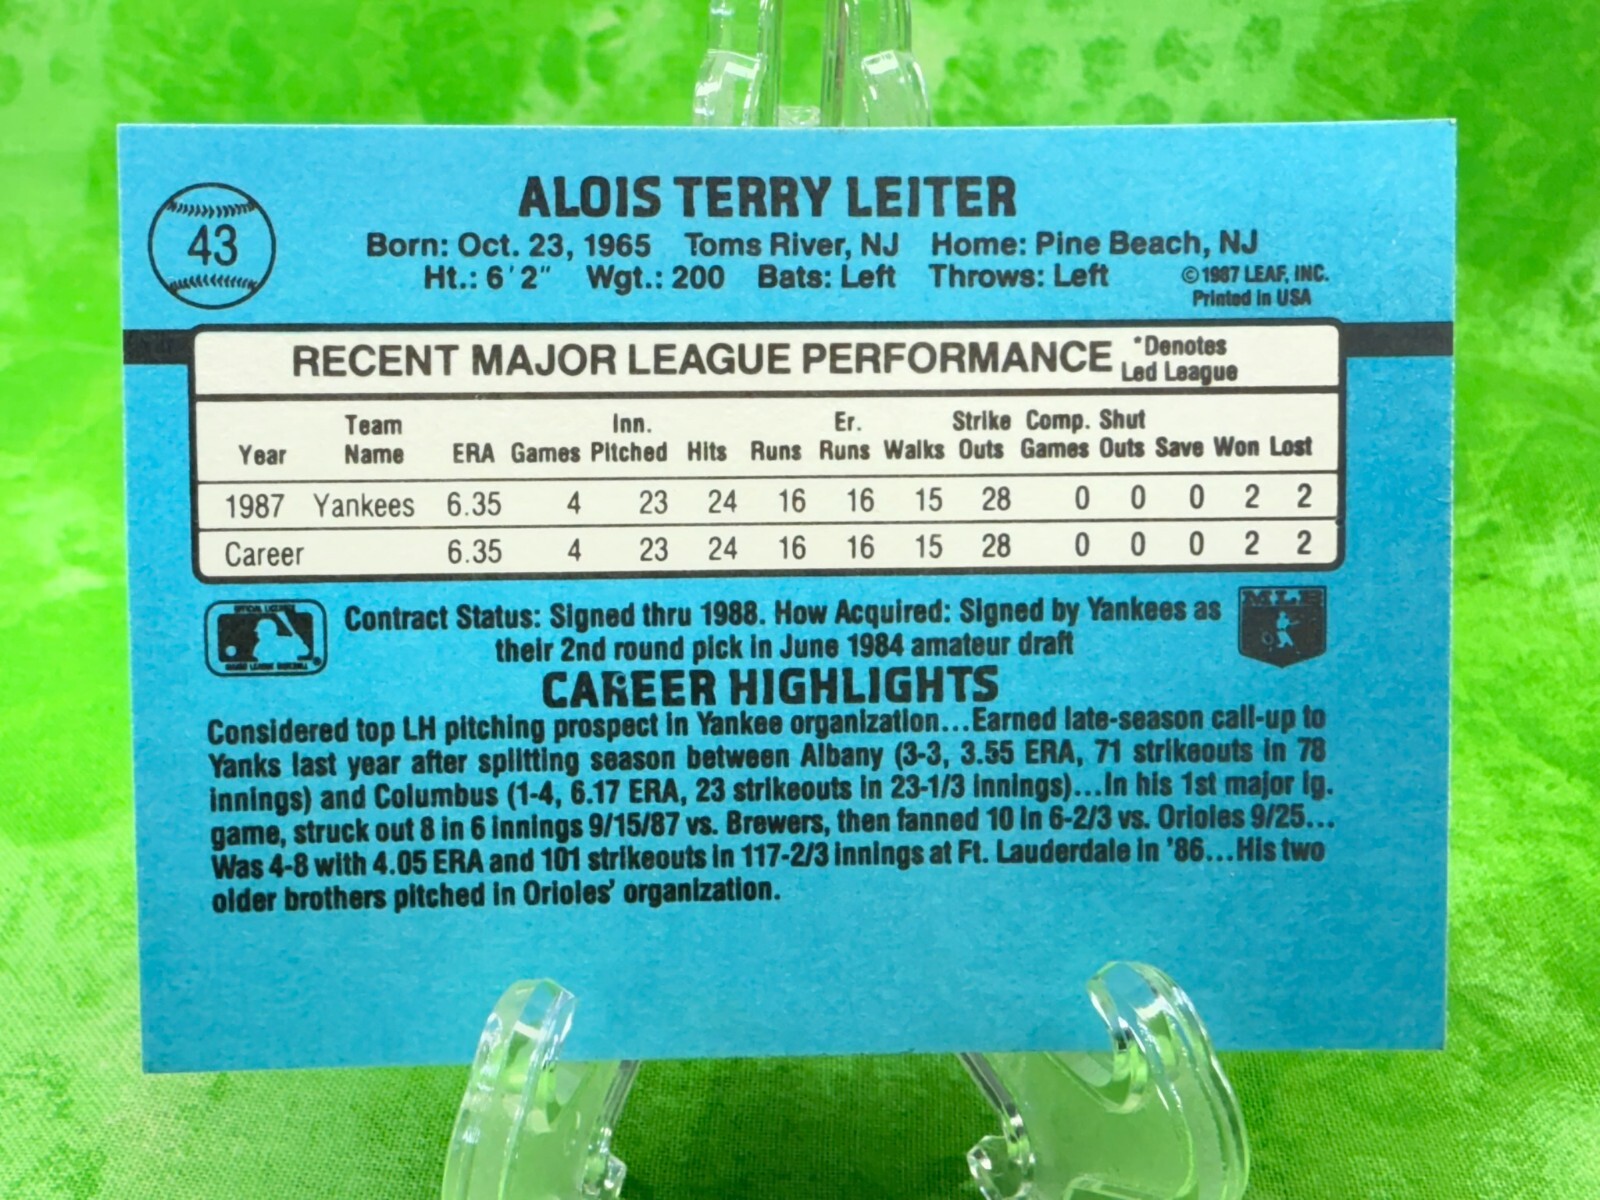 43
ALOIS TERRY LEITER
Born: Oct. 23, 1965 Toms River, NJ Home: Pine Beach, NJ
Ht.: 6'2" Wgt.: 200 Bats: Left Throws: Left
©1987 LEAF, INC.
Printed in USA
RECENT MAJOR LEAGUE PERFORMANCE *Denotes Led League
Year Team Name ERA Games Inn. Pitched Hits Runs Er. Runs Walks Strike Outs Comp. Games Shut Outs Save Won Lost
1987 Yankees 6.35 4 23 24 16 16 15 28 0 0 0 2 2
Career 6.35 4 23 24 16 16 15 28 0 0 0 2 2
Contract Status: Signed thru 1988. How Acquired: Signed by Yankees as
their 2nd round pick in June 1984 amateur draft
MLB
CAREER HIGHLIGHTS
Considered top LH pitching prospect in Yankee organization...Earned late-season call-up to
Yanks last year after splitting season between Albany (3-3, 3.55 ERA, 71 strikeouts in 78
innings) and Columbus (1-4, 6.17 ERA, 23 strikeouts in 23-1/3 innings)...In his 1st major lg.
game, struck out 8 in 6 innings 9/15/87 vs. Brewers, then fanned 10 in 6-2/3 vs. Orioles 9/25...
Was 4-8 with 4.05 ERA and 101 strikeouts in 117-2/3 innings at Ft. Lauderdale in '86...His two
older brothers pitched in Orioles' organization.